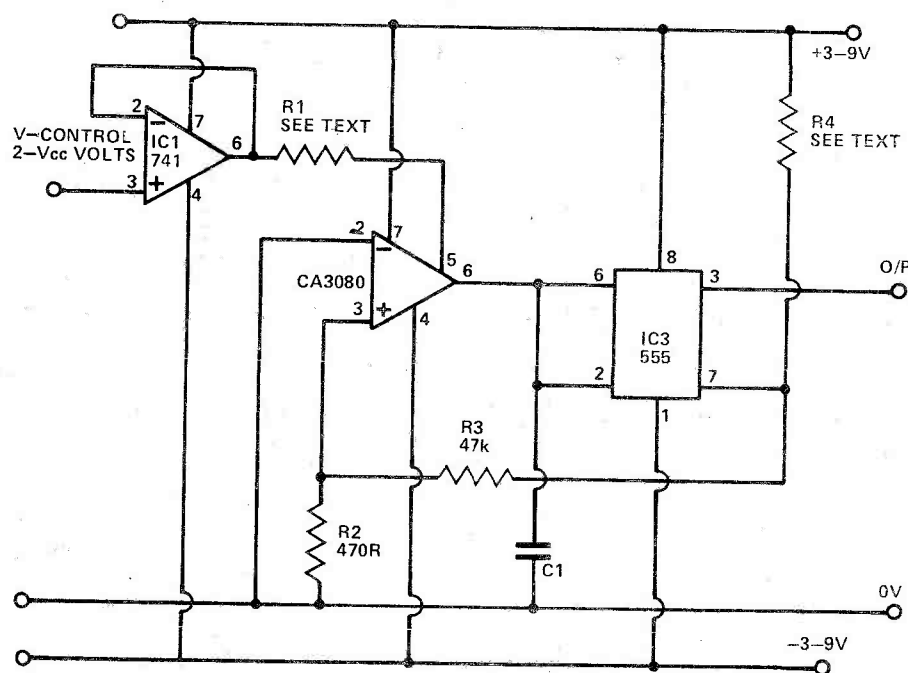 +3–9V
2
7
V–CONTROL
2–Vcc VOLTS
IC1
741
6
3
4
R1
SEE TEXT
R4
SEE TEXT
2
7
5
6
CA3080
3
4
8
6
3
O/P
IC3
555
2
7
1
R3
47k
R2
470R
C1
0V
–3–9V